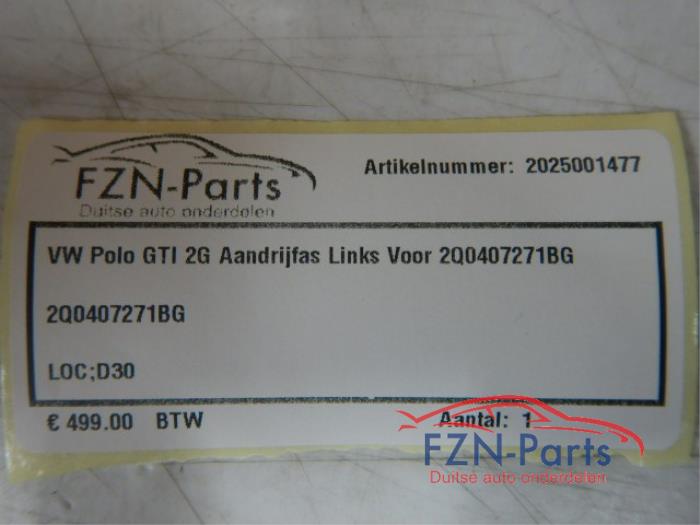 FZN-Parts
Duitse auto onderdelen
Artikelnummer: 2025001477
VW Polo GTI 2G Aandrijfas Links Voor 2Q0407271BG
2Q0407271BG
LOC;D30
€ 499.00 BTW
Aantal: 1
FZN-Parts
Duitse auto onderdelen